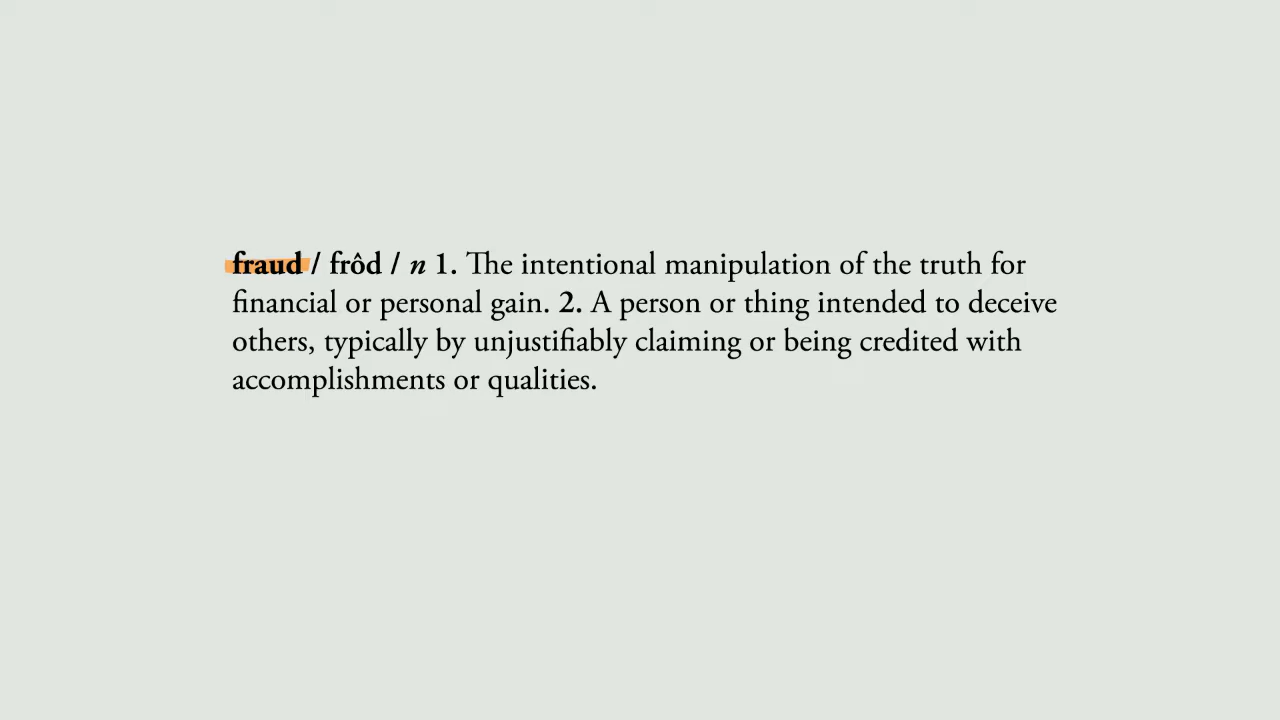 fraud / frôd / n 1. The intentional manipulation of the truth for
financial or personal gain. 2. A person or thing intended to deceive
others, typically by unjustifiably claiming or being credited with
accomplishments or qualities.